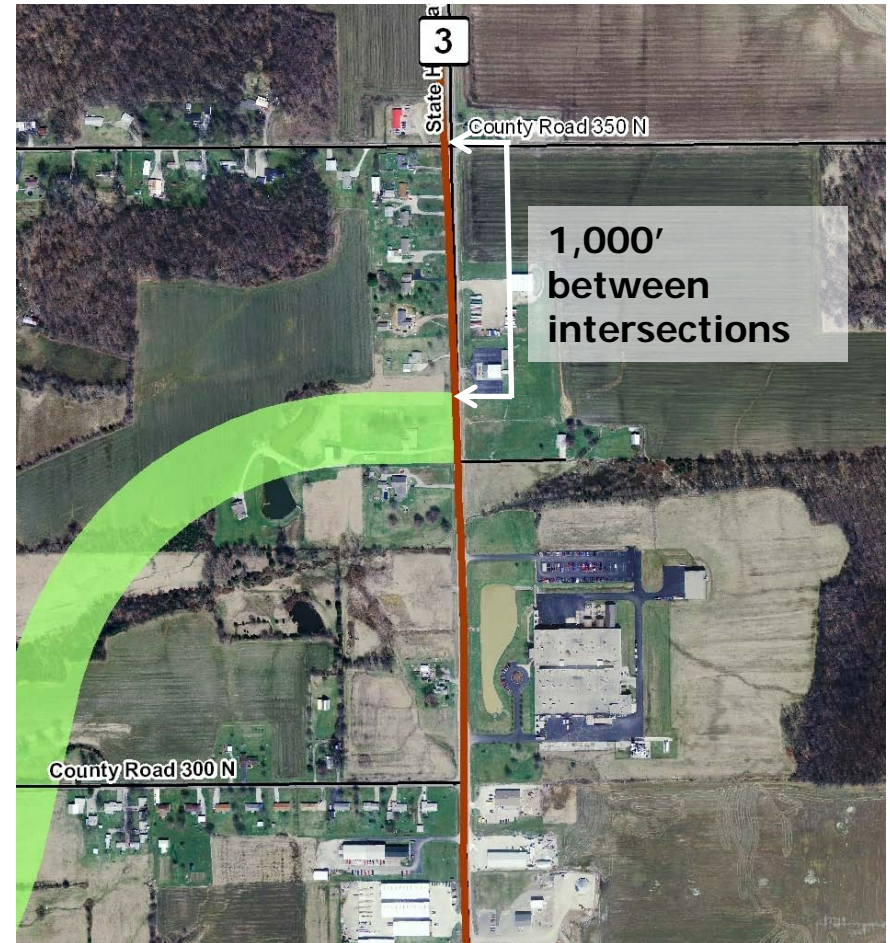 3
State H
County Road 350 N
1,000’
between
intersections
County Road 300 N